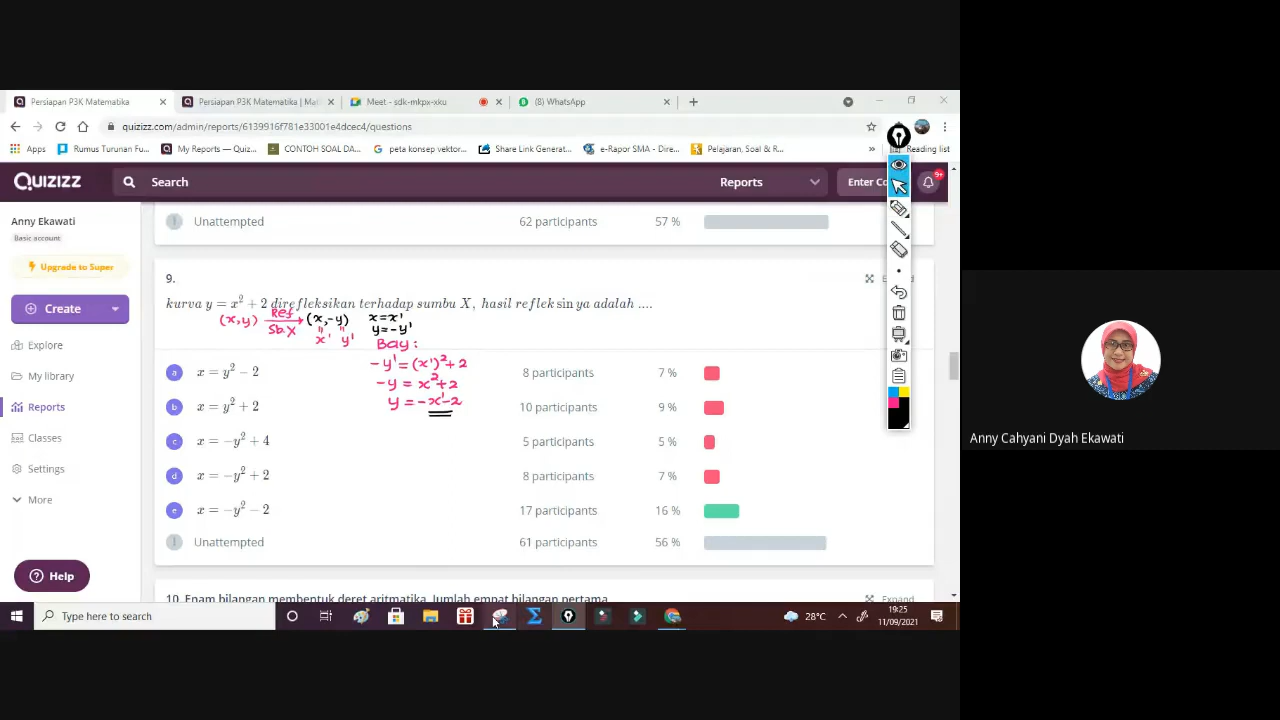 Persiapan P3K Matematika
Persiapan P3K Matematika | Mat
Meet - sdk-mkpx-xku
(8) WhatsApp
quizizz.com/admin/reports/6139916f781e33001e4dcec4/questions
Apps
Rumus Turunan Fu...
My Reports — Quiz...
CONTOH SOAL DA...
peta konsep vektor...
Share Link Generat...
e-Rapor SMA - Dire...
Pelajaran, Soal & R...
»
Reading list
QUIZIZZ
Search
Reports
Enter Co
9+
Anny Ekawati
Basic account
Upgrade to Super
Create
Explore
My library
Reports
Classes
Settings
More
Help
Unattempted 62 participants 57 %
9.
kurva y = x² + 2 direfleksikan terhadap sumbu X, hasil refleksinya adalah ....
(x,y) Ref Sb.X (x,-y) x=x'
x' y' y=-y'
Bay:
-y' = (x')²+2
-y = x²+2
y = -x²-2
a x = y² − 2 8 participants 7 %
b x = y² + 2 10 participants 9 %
c x = −y² + 4 5 participants 5 %
d x = −y² + 2 8 participants 7 %
e x = −y² − 2 17 participants 16 %
Unattempted 61 participants 56 %
10. Enam bilangan membentuk deret aritmatika. Jumlah empat bilangan pertama
Expand
Type here to search
28°C
19:25
11/09/2021
Anny Cahyani Dyah Ekawati